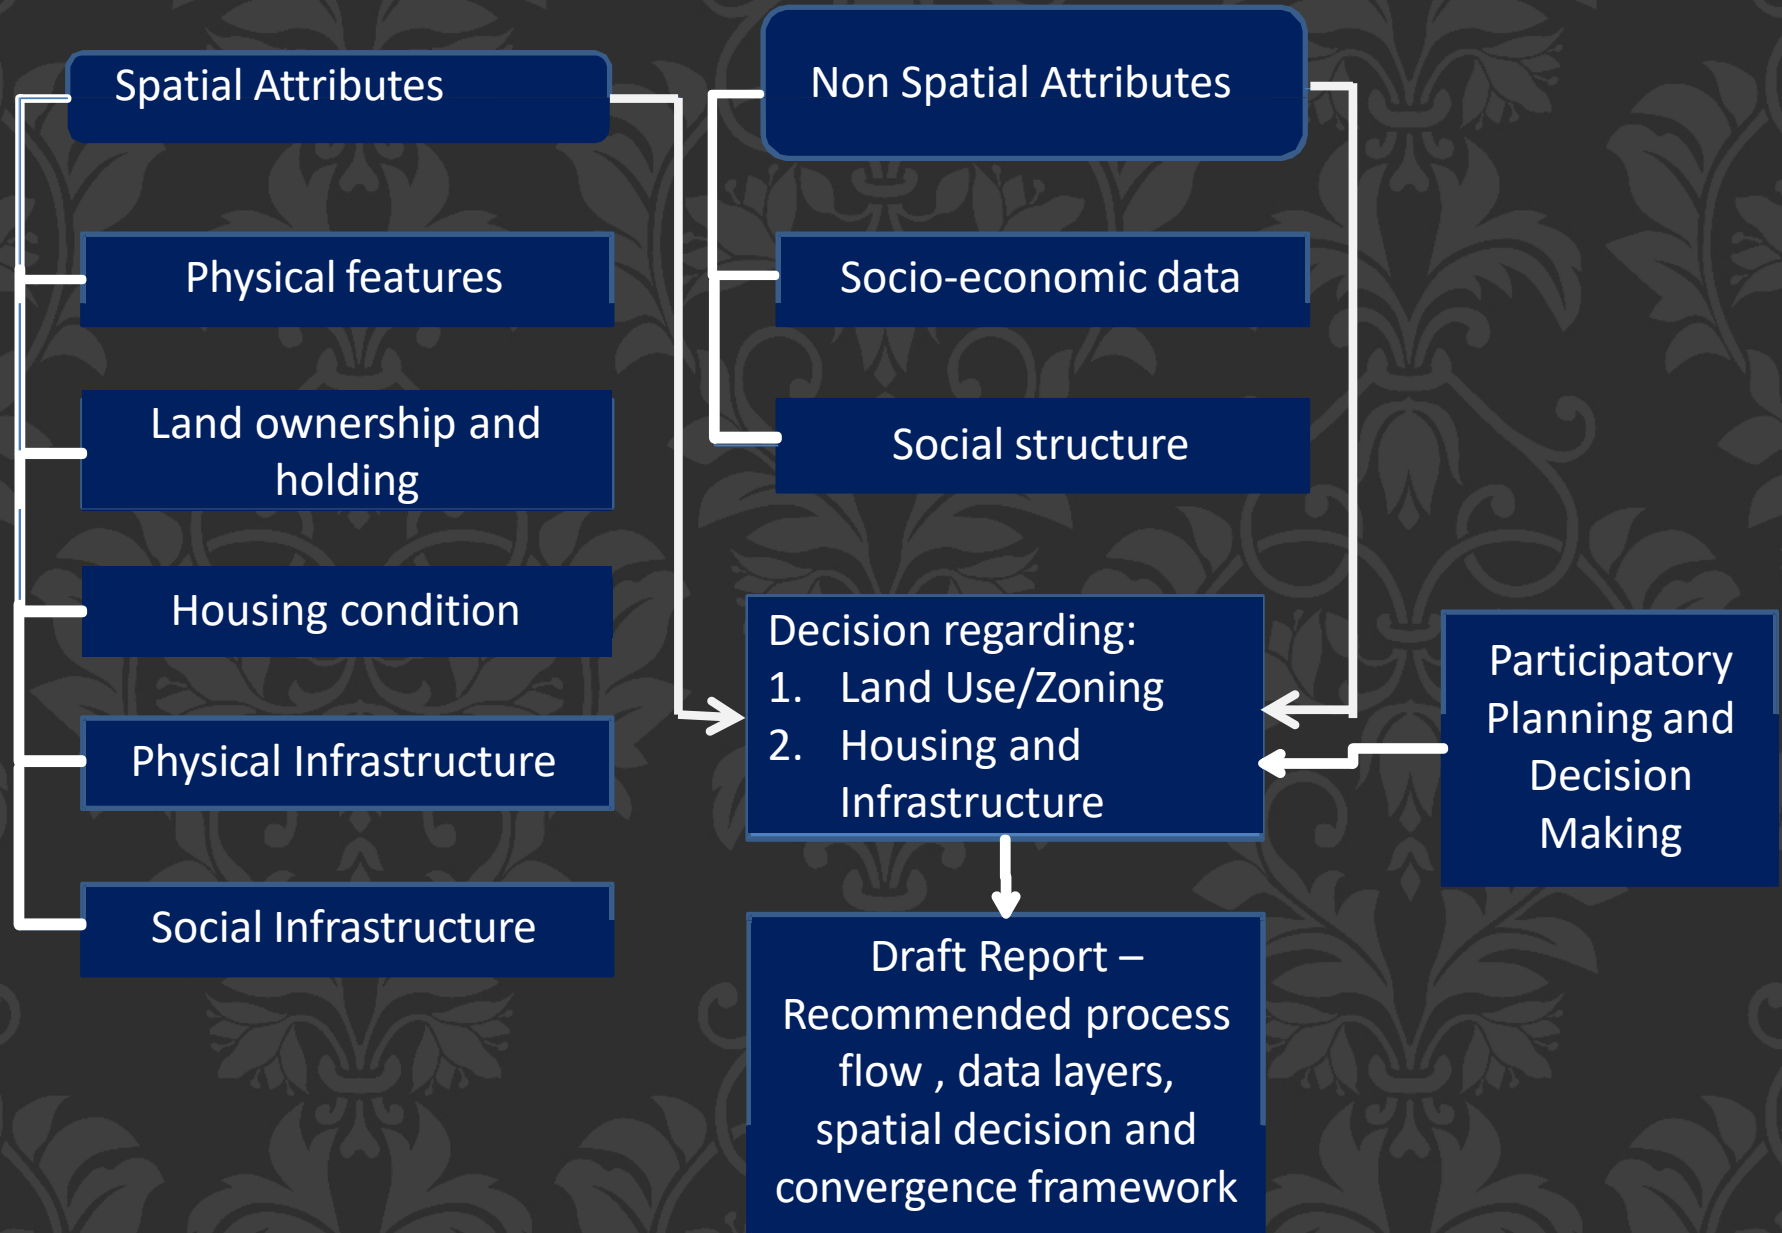 Spatial Attributes
Physical features
Land ownership and
holding
Housing condition
Physical Infrastructure
Social Infrastructure
Non Spatial Attributes
Socio-economic data
Social structure
Decision regarding:
1. Land Use/Zoning
2. Housing and
Infrastructure
Participatory
Planning and
Decision
Making
Draft Report –
Recommended process
flow , data layers,
spatial decision and
convergence framework